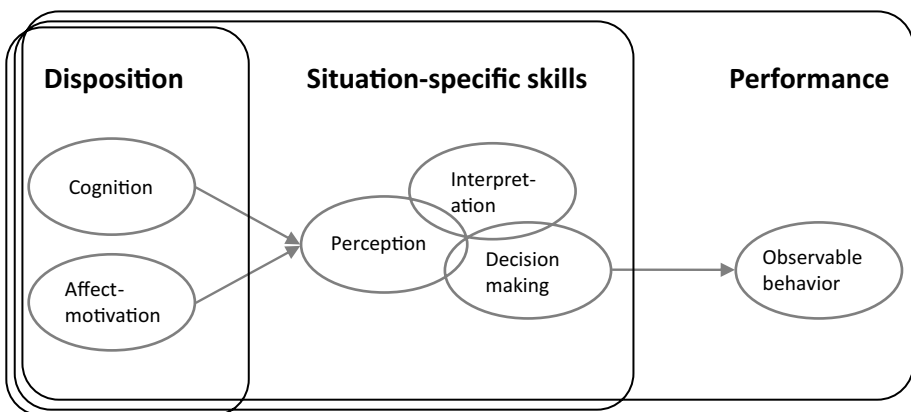 Disposition
Situation-specific skills
Performance
Cognition
Affect-
motivation
Perception
Interpret-
ation
Decision
making
Observable
behavior